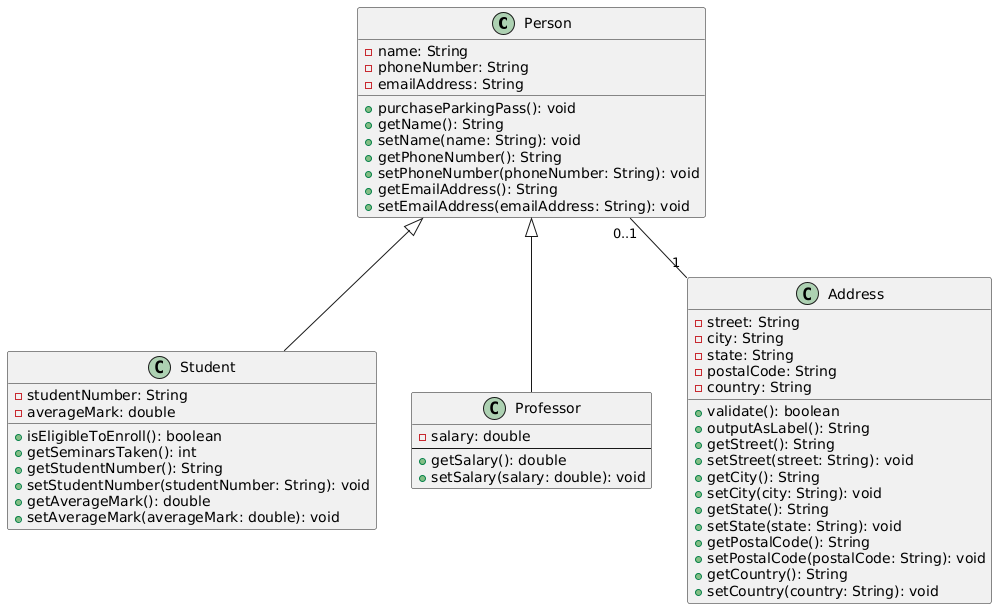 C Person
name: String
phoneNumber: String
emailAddress: String
purchaseParkingPass(): void
getName(): String
setName(name: String): void
getPhoneNumber(): String
setPhoneNumber(phoneNumber: String): void
getEmailAddress(): String
setEmailAddress(emailAddress: String): void
0..1
1
C Student
studentNumber: String
averageMark: double
isEligibleToEnroll(): boolean
getSeminarsTaken(): int
getStudentNumber(): String
setStudentNumber(studentNumber: String): void
getAverageMark(): double
setAverageMark(averageMark: double): void
C Professor
salary: double
getSalary(): double
setSalary(salary: double): void
C Address
street: String
city: String
state: String
postalCode: String
country: String
validate(): boolean
outputAsLabel(): String
getStreet(): String
setStreet(street: String): void
getCity(): String
setCity(city: String): void
getState(): String
setState(state: String): void
getPostalCode(): String
setPostalCode(postalCode: String): void
getCountry(): String
setCountry(country: String): void